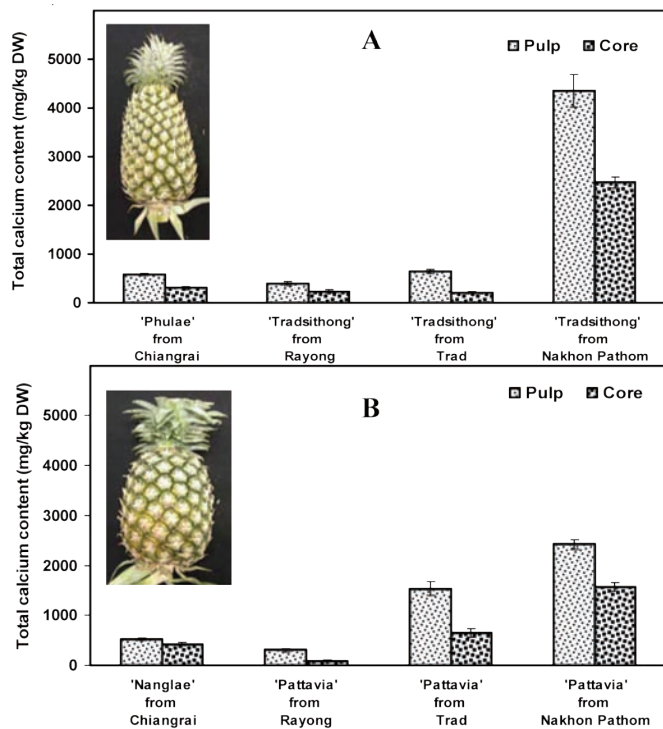 A
Pulp Core
Total calcium content (mg/kg DW)
5000
4000
3000
2000
1000
0
'Phulae' from Chiangrai
'Tradsithong' from Rayong
'Tradsithong' from Trad
'Tradsithong' from Nakhon Pathom
B
Pulp Core
Total calcium content (mg/kg DW)
5000
4000
3000
2000
1000
0
'Nanglae' from Chiangrai
'Pattavia' from Rayong
'Pattavia' from Trad
'Pattavia' from Nakhon Pathom